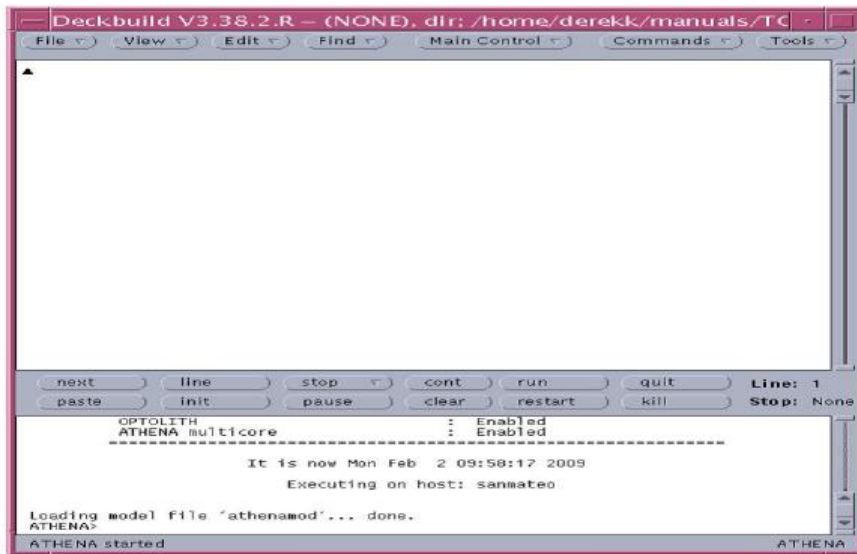 Deckbuild V3.38.2.R – (NONE), dir: /home/derekk/manuals/TC
File View Edit Find Main Control Commands Tools
next line stop cont run quit Line: 1
paste init pause clear restart kill Stop: None
OPTOLITH : Enabled
ATHENA multicore : Enabled
It is now Mon Feb 2 09:58:17 2009
Executing on host: sanmateo
Loading model file 'athenamod'... done.
ATHENA>
ATHENA started ATHENA